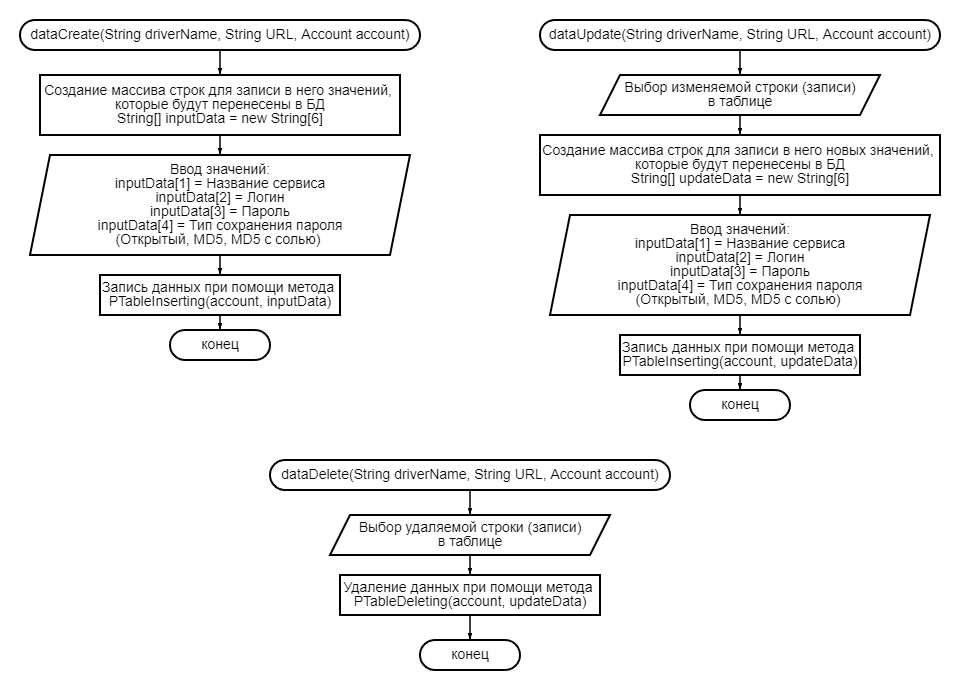 dataCreate(String driverName, String URL, Account account)
Создание массива строк для записи в него значений,
которые будут перенесены в БД
String[] inputData = new String[6]
Ввод значений:
inputData[1] = Название сервиса
inputData[2] = Логин
inputData[3] = Пароль
inputData[4] = Тип сохранения пароля
(Открытый, MD5, MD5 с солью)
Запись данных при помощи метода
PTableInserting(account, inputData)
конец
dataUpdate(String driverName, String URL, Account account)
Выбор изменяемой строки (записи)
в таблице
Создание массива строк для записи в него новых значений,
которые будут перенесены в БД
String[] updateData = new String[6]
Ввод значений:
inputData[1] = Название сервиса
inputData[2] = Логин
inputData[3] = Пароль
inputData[4] = Тип сохранения пароля
(Открытый, MD5, MD5 с солью)
Запись данных при помощи метода
PTableInserting(account, updateData)
конец
dataDelete(String driverName, String URL, Account account)
Выбор удаляемой строки (записи)
в таблице
Удаление данных при помощи метода
PTableDeleting(account, updateData)
конец